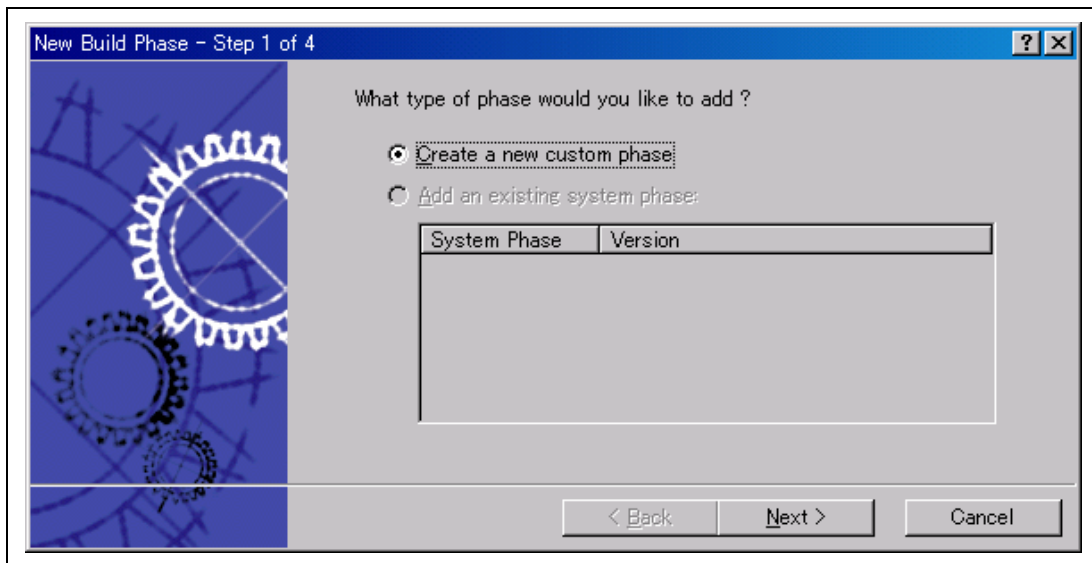 New Build Phase - Step 1 of 4
What type of phase would you like to add ?
Create a new custom phase
Add an existing system phase:
System Phase Version
< Back Next > Cancel